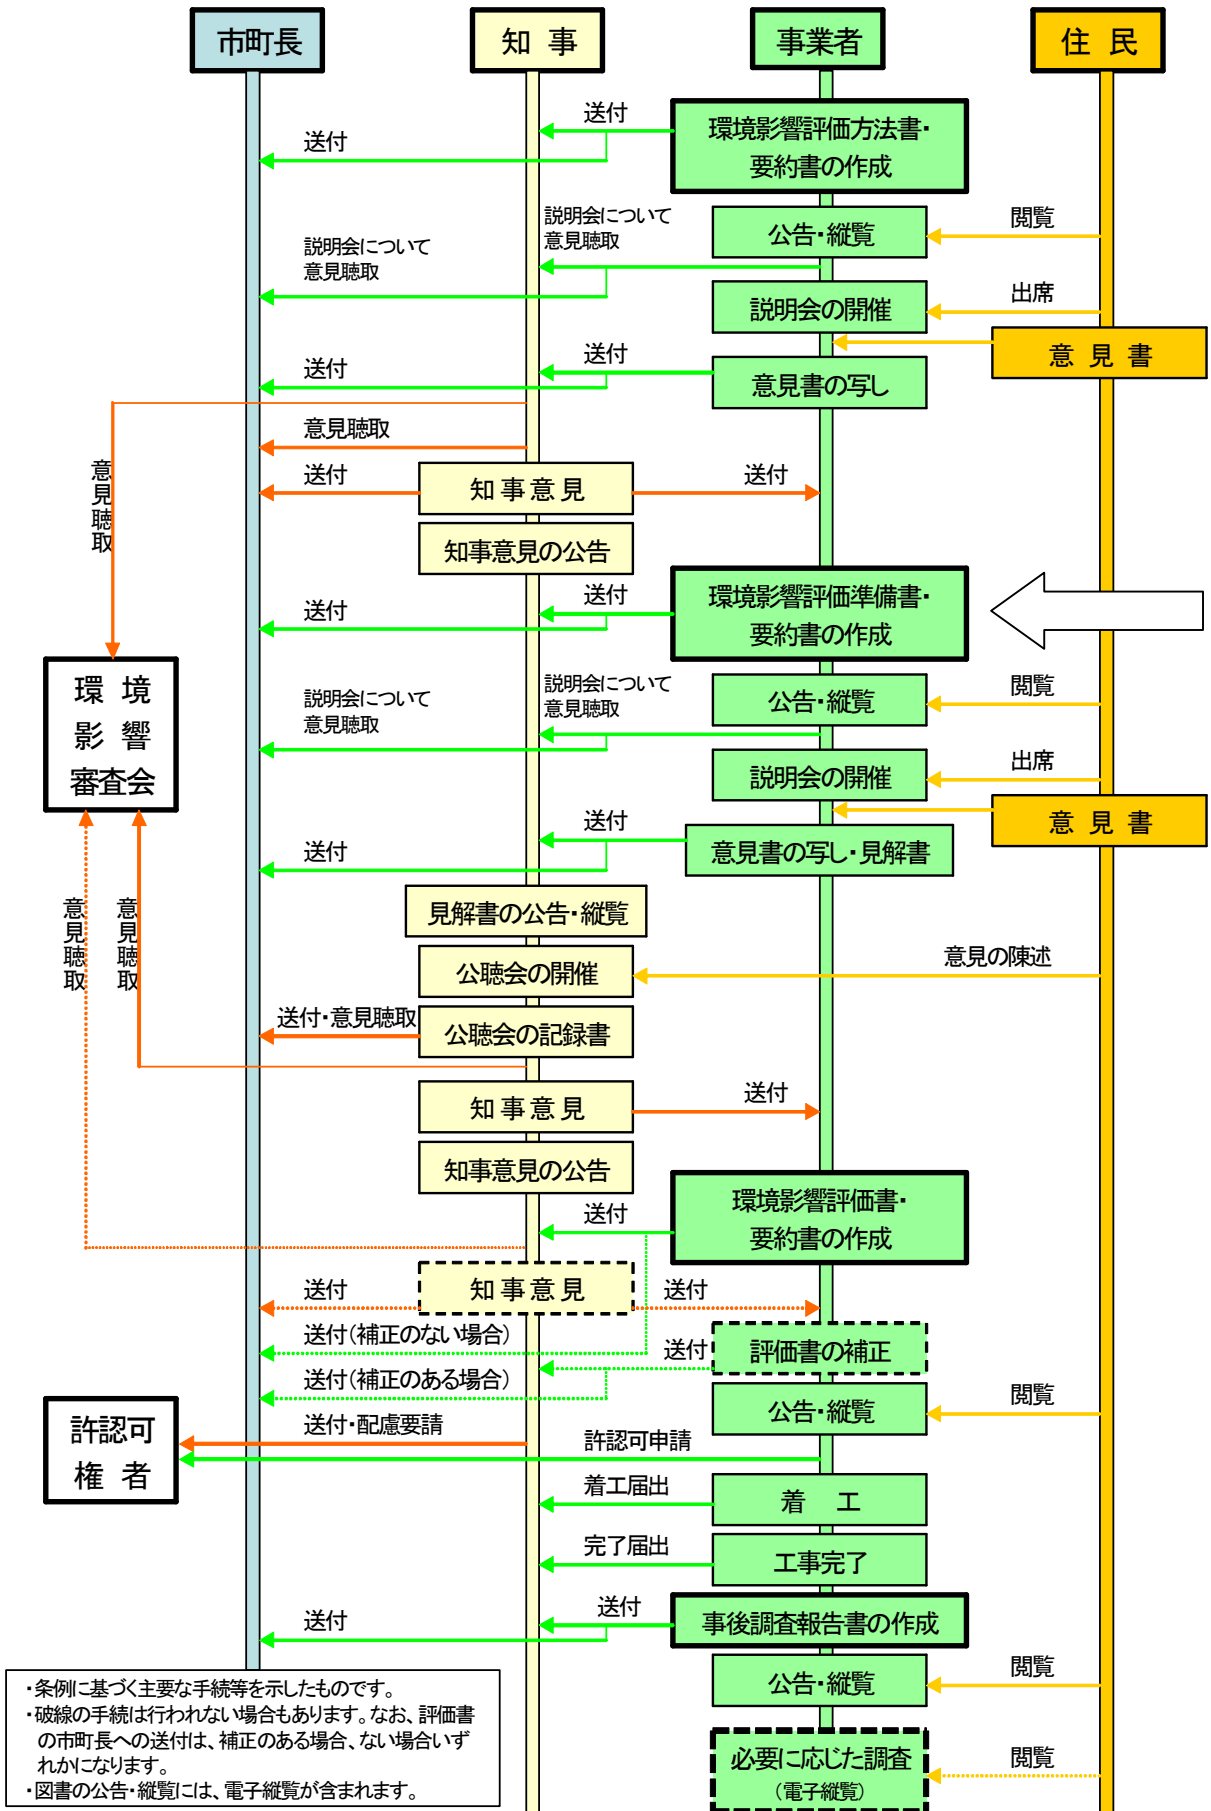 市町長
知 事
事業者
住 民
環境影響評価方法書・
要約書の作成
送付
送付
公告・縦覧
閲覧
説明会について
意見聴取
説明会について
意見聴取
説明会の開催
出席
意 見 書
意見書の写し
送付
送付
意見聴取
意見聴取
知 事 意 見
送付
送付
知事意見の公告
環境影響評価準備書・
要約書の作成
送付
送付
環 境
影 響
審査会
公告・縦覧
閲覧
説明会について
意見聴取
説明会について
意見聴取
説明会の開催
出席
意 見 書
意見書の写し・見解書
送付
送付
見解書の公告・縦覧
意見聴取
意見聴取
公聴会の開催
意見の陳述
公聴会の記録書
送付・意見聴取
知 事 意 見
送付
知事意見の公告
環境影響評価書・
要約書の作成
送付
知 事 意 見
送付
送付
送付（補正のない場合）
評価書の補正
送付
送付（補正のある場合）
公告・縦覧
閲覧
許認可
権 者
送付・配慮要請
許認可申請
着 工
着工届出
工事完了
完了届出
事後調査報告書の作成
送付
送付
公告・縦覧
閲覧
必要に応じた調査
（電子縦覧）
閲覧
・条例に基づく主要な手続等を示したものです。
・破線の手続は行われない場合もあります。なお、評価書
の市町長への送付は、補正のある場合、ない場合いず
れかになります。
・図書の公告・縦覧には、電子縦覧が含まれます。